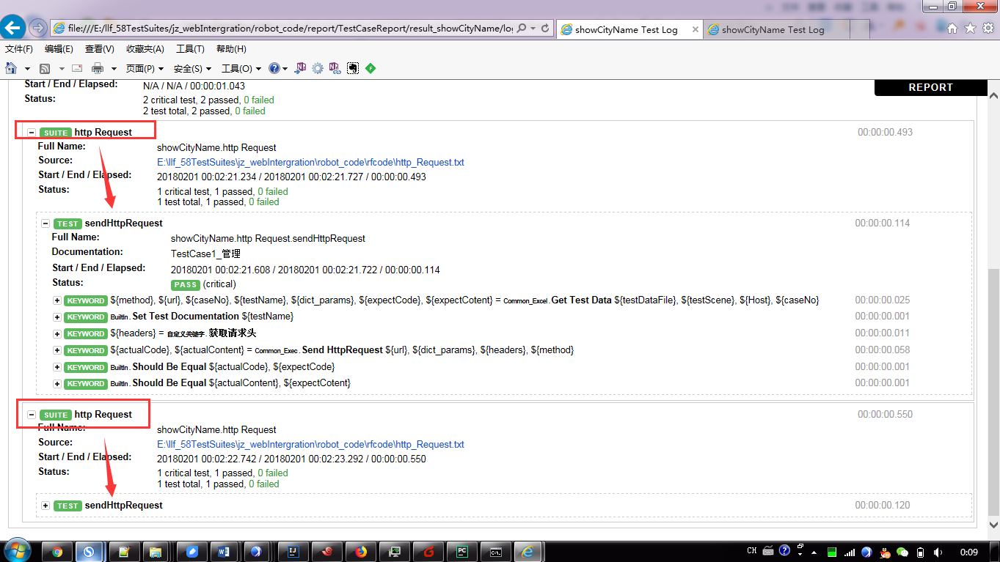 file:///E:/llf_58TestSuites/jz_webIntergration/robot_code/report/TestCaseReport/result_showCityName/log
showCityName Test Log
showCityName Test Log
文件(F) 编辑(E) 查看(V) 收藏夹(A) 工具(T) 帮助(H)
页面(P) 安全(S) 工具(O)
REPORT
Start / End / Elapsed: N/A / N/A / 00:00:01.043
Status: 2 critical test, 2 passed, 0 failed
2 test total, 2 passed, 0 failed
SUITE http Request 00:00:00.493
Full Name: showCityName.http Request
Source: E:\llf_58TestSuites\jz_webIntergration\robot_code\rfcode\http_Request.txt
Start / End / Elapsed: 20180201 00:02:21.234 / 20180201 00:02:21.727 / 00:00:00.493
Status: 1 critical test, 1 passed, 0 failed
1 test total, 1 passed, 0 failed
TEST sendHttpRequest 00:00:00.114
Full Name: showCityName.http Request.sendHttpRequest
Documentation: TestCase1_管理
Start / End / Elapsed: 20180201 00:02:21.608 / 20180201 00:02:21.722 / 00:00:00.114
Status: PASS (critical)
KEYWORD ${method}, ${url}, ${caseNo}, ${testName}, ${dict_params}, ${expectCode}, ${expectCotent} = Common_Excel . Get Test Data ${testDataFile}, ${testScene}, ${Host}, ${caseNo} 00:00:00.025
KEYWORD BuiltIn . Set Test Documentation ${testName} 00:00:00.001
KEYWORD ${headers} = 自定义关键字 . 获取请求头 00:00:00.011
KEYWORD ${actualCode}, ${actualContent} = Common_Exec . Send HttpRequest ${url}, ${dict_params}, ${headers}, ${method} 00:00:00.058
KEYWORD BuiltIn . Should Be Equal ${actualCode}, ${expectCode} 00:00:00.001
KEYWORD BuiltIn . Should Be Equal ${actualContent}, ${expectCotent} 00:00:00.001
SUITE http Request 00:00:00.550
Full Name: showCityName.http Request
Source: E:\llf_58TestSuites\jz_webIntergration\robot_code\rfcode\http_Request.txt
Start / End / Elapsed: 20180201 00:02:22.742 / 20180201 00:02:23.292 / 00:00:00.550
Status: 1 critical test, 1 passed, 0 failed
1 test total, 1 passed, 0 failed
TEST sendHttpRequest 00:00:00.120
CH 0:09